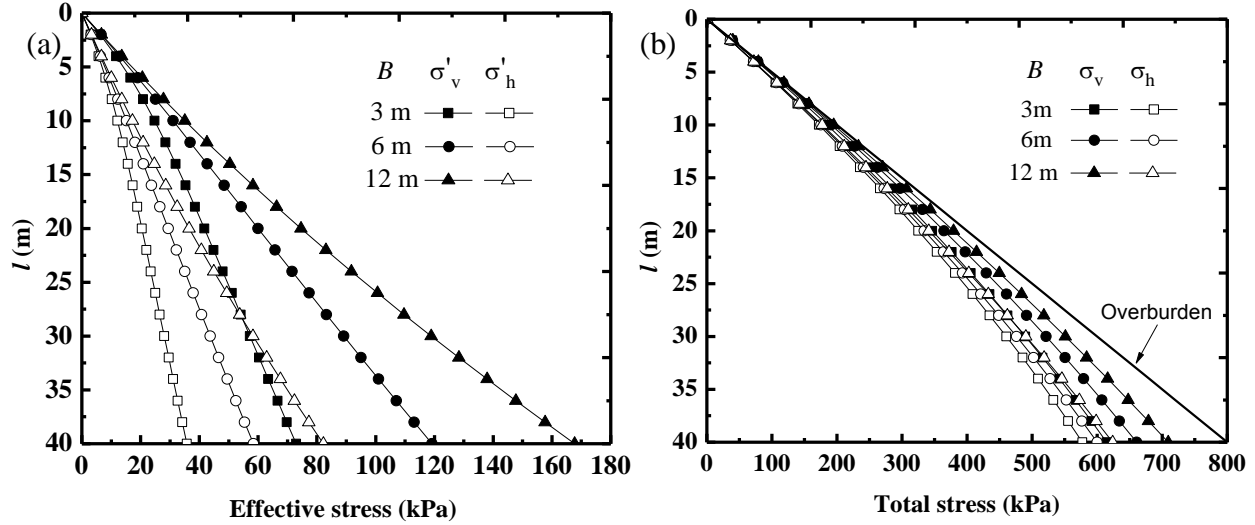 (a)
B σ'v σ'h
3 m
6 m
12 m
0
5
10
15
20
25
30
35
40
l (m)
0 20 40 60 80 100 120 140 160 180
Effective stress (kPa)
(b)
B σv σh
3m
6m
12 m
Overburden
0
5
10
15
20
25
30
35
40
l (m)
0 100 200 300 400 500 600 700 800
Total stress (kPa)